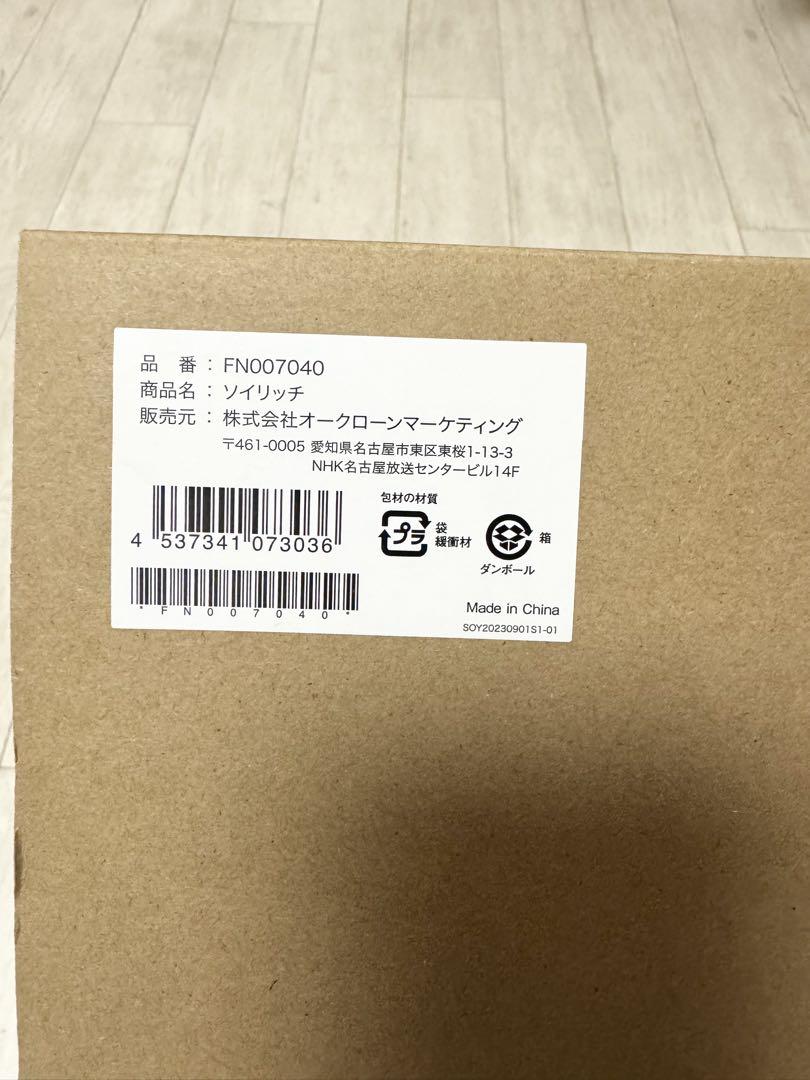 品　番 : FN007040
商品名 : ソイリッチ
販売元 : 株式会社オークローンマーケティング
〒461-0005 愛知県名古屋市東区東桜1-13-3
NHK名古屋放送センタービル14F
包材の材質
プラ 袋
緩衝材
箱
ダンボール
4 537341 073036
*FN007040*
Made in China
SOY20230901S1-01